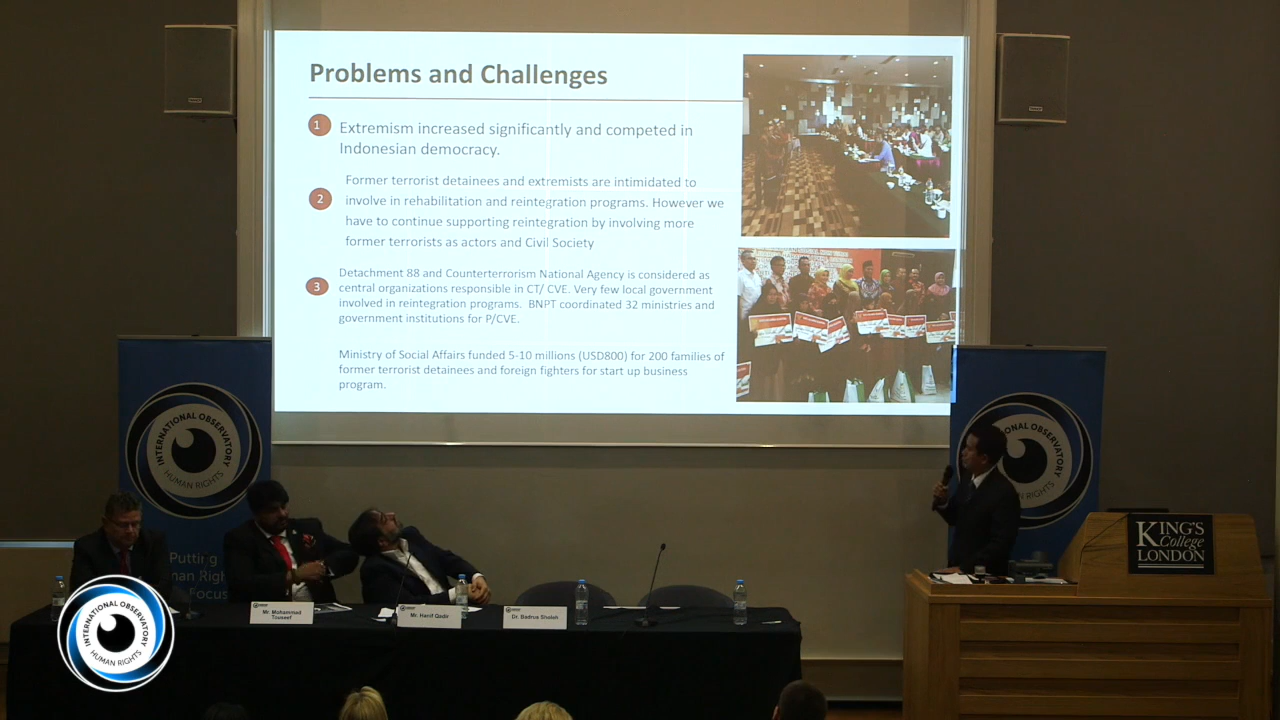 Problems and Challenges
1
Extremism increased significantly and competed in
Indonesian democracy.
2
Former terrorist detainees and extremists are intimidated to
involve in rehabilitation and reintegration programs. However we
have to continue supporting reintegration by involving more
former terrorists as actors and Civil Society
3
Detachment 88 and Counterterrorism National Agency is considered as
central organizations responsible in CT/ CVE. Very few local government
involved in reintegration programs.  BNPT coordinated 32 ministries and
government institutions for P/CVE.
Ministry of Social Affairs funded 5-10 millions (USD800) for 200 families of
former terrorist detainees and foreign fighters for start up business
program.
INTERNATIONAL OBSERVATORY
HUMAN RIGHTS
Putting
an Righ
Focus
NAL OBSERVATORY
RIGHTS
KING'S
College
LONDON
Mr. Mohammad
Touseef
Mr. Hanif Qadir
Dr. Badrus Sholeh
INTERNATIONAL OBSERVATORY
HUMAN RIGHTS